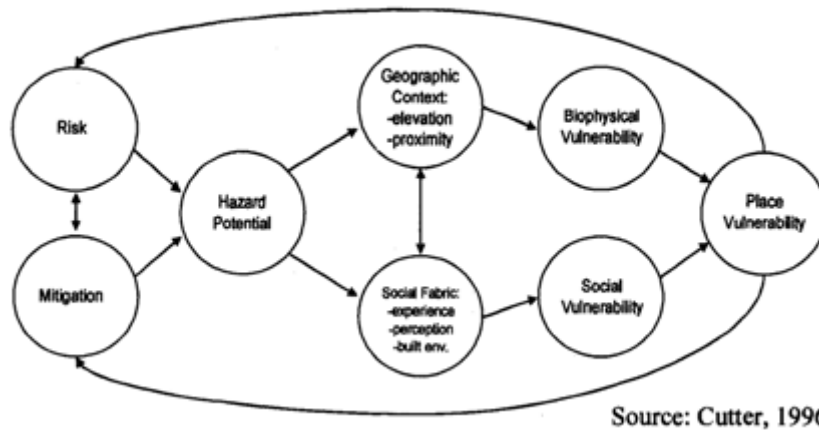 Risk
Mitigation
Hazard
Potential
Geographic
Context:
-elevation
-proximity
Social Fabric:
-experience
-perception
-built env.
Biophysical
Vulnerability
Social
Vulnerability
Place
Vulnerability
Source: Cutter, 1996